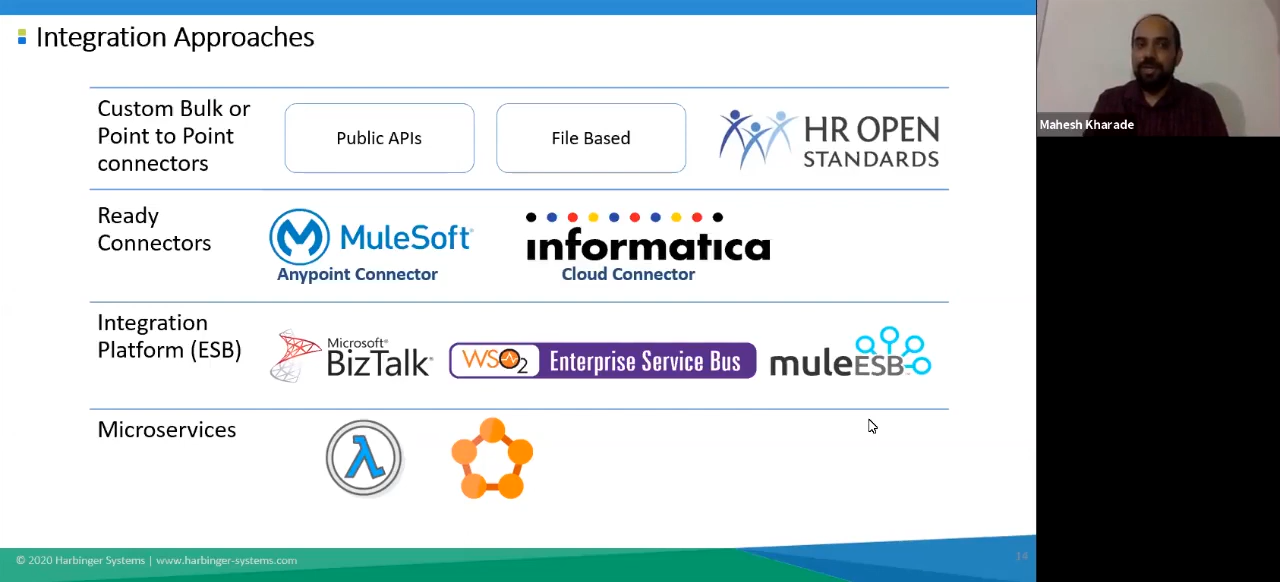 Integration Approaches
Mahesh Kharade
Custom Bulk or
Point to Point
connectors
Public APIs
File Based
HR OPEN
STANDARDS
Ready
Connectors
MuleSoft
Anypoint Connector
informatica
Cloud Connector
Integration
Platform (ESB)
Microsoft®
BizTalk
WSO2 Enterprise Service Bus
muleESB
Microservices
λ
© 2020 Harbinger Systems | www.harbinger-systems.com
14